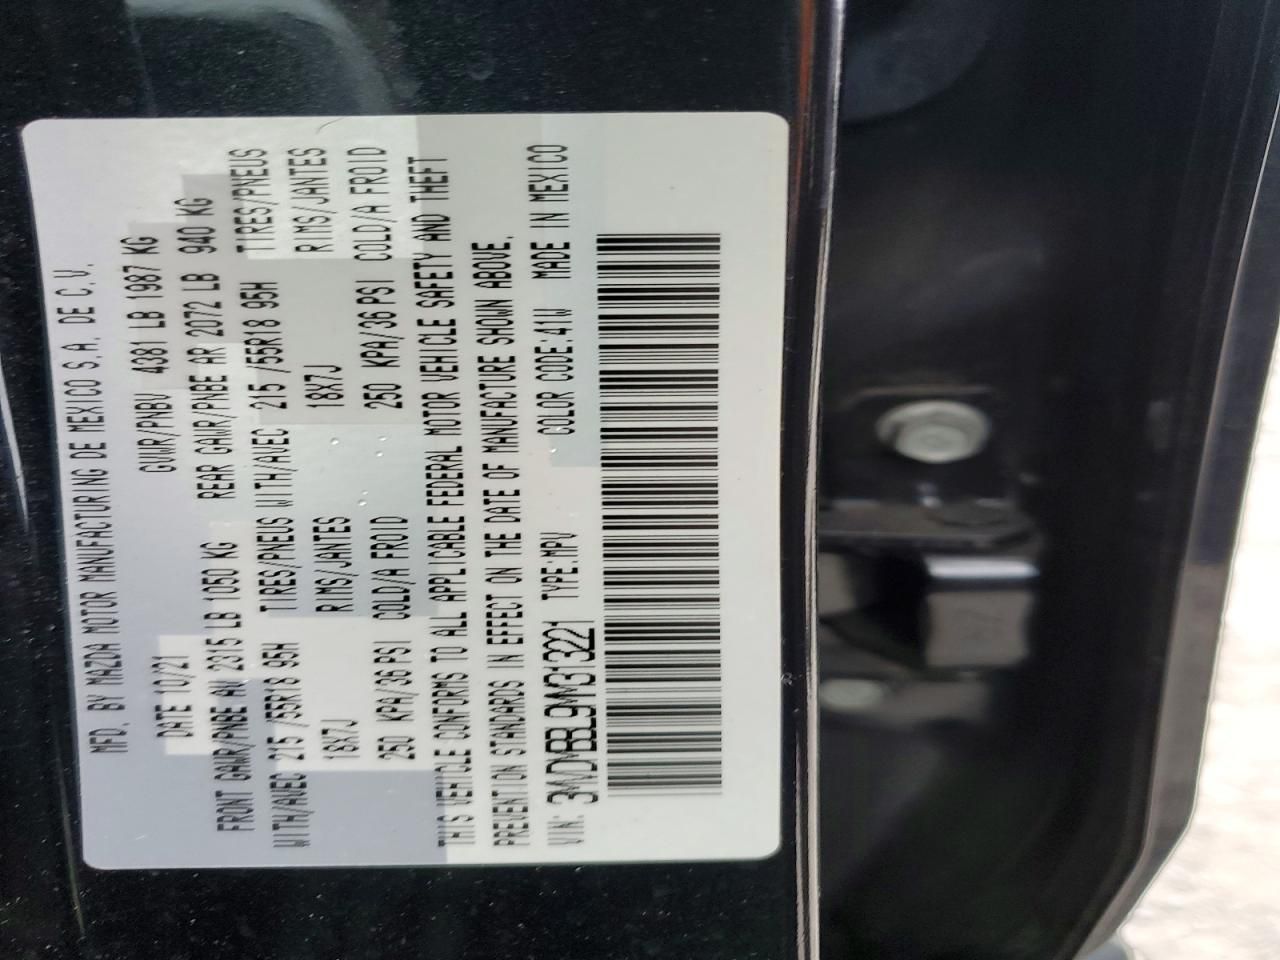 MFD. BY MAZDA MOTOR MANUFACTURING DE MEXICO S.A. DE C.V.
DATE 10/21 GVWR/PNBV 4381 LB 1987 KG
FRONT GAWR/PNBE AV 2315 LB 1050 KG REAR GAWR/PNBE AR 2072 LB 940 KG
WITH/AVEC 215 /55R18 95H TIRES/PNEUS WITH/AVEC 215 /55R18 95H TIRES/PNEUS
18X7J RIMS/JANTES 18X7J RIMS/JANTES
250 KPA/36 PSI COLD/A FROID 250 KPA/36 PSI COLD/A FROID
THIS VEHICLE CONFORMS TO ALL APPLICABLE FEDERAL MOTOR VEHICLE SAFETY AND THEFT
PREVENTION STANDARDS IN EFFECT ON THE DATE OF MANUFACTURE SHOWN ABOVE.
VIN: 3MVDMBBL9MM313221 TYPE:MPV COLOR CODE:41W MADE IN MEXICO